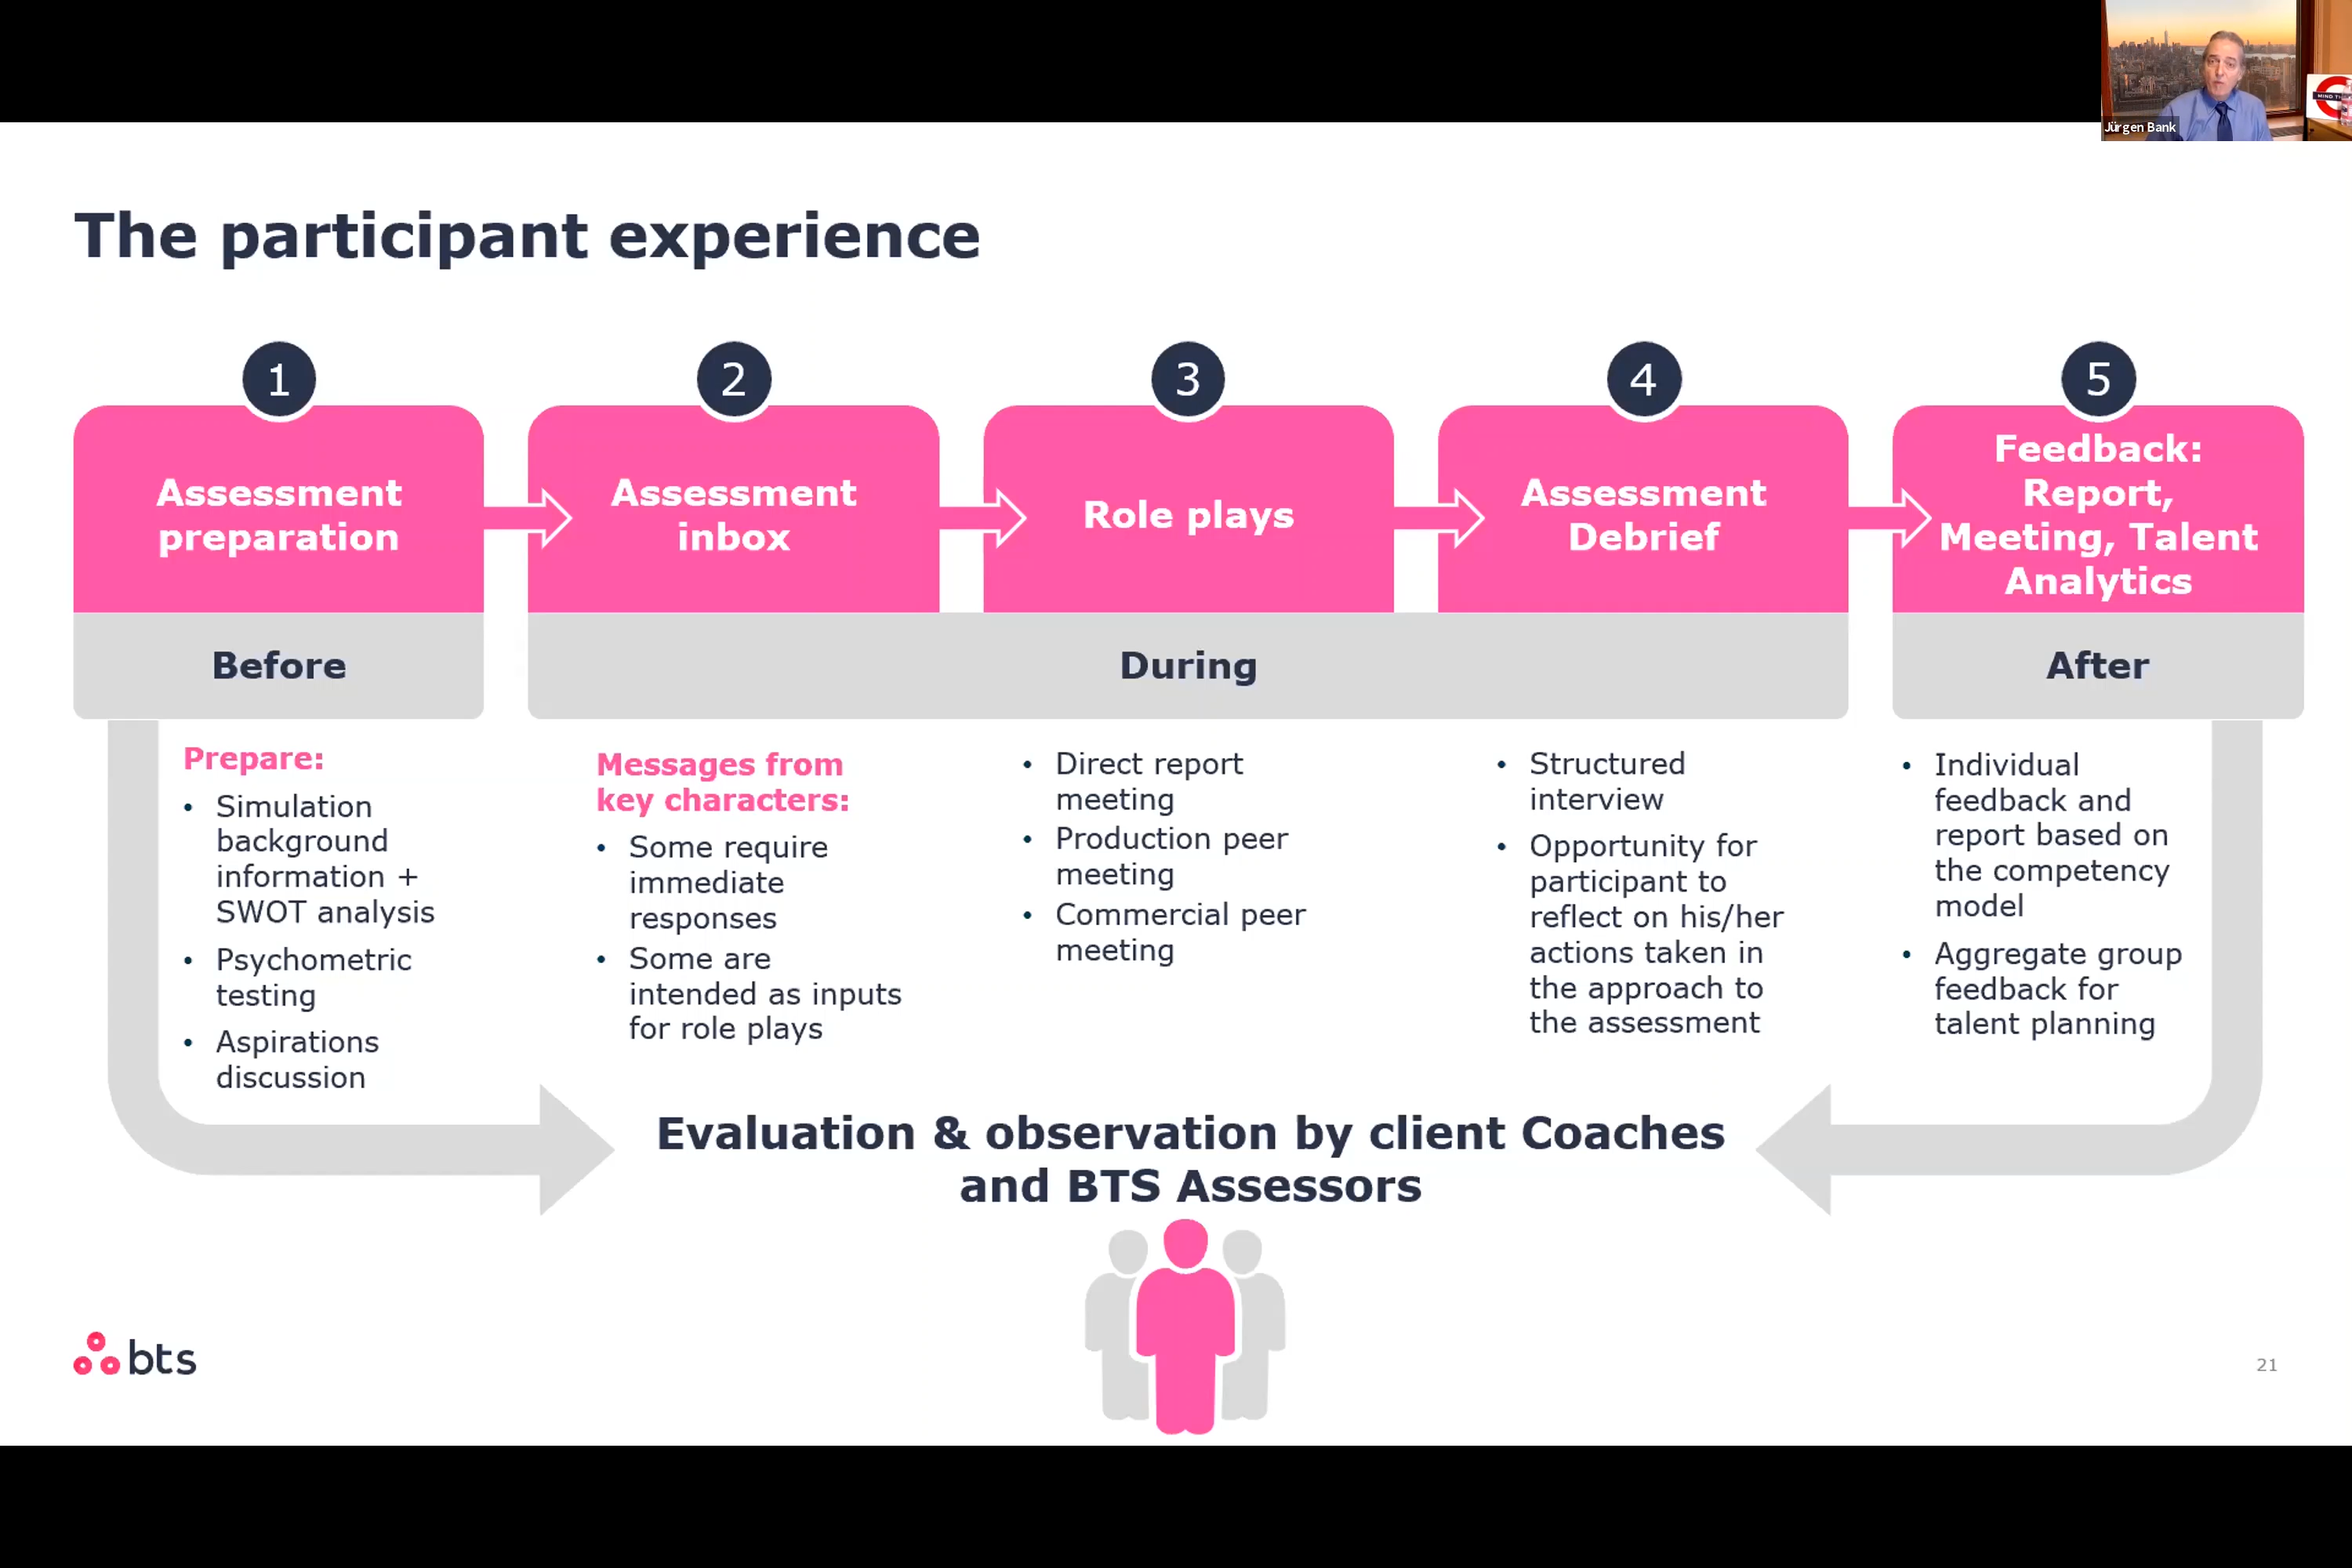 MIND T
Jürgen Bank
The participant experience
1
Assessment
preparation
2
Assessment
inbox
3
Role plays
4
Assessment
Debrief
5
Feedback:
Report,
Meeting, Talent
Analytics
Before
During
After
Prepare:
• Simulation
background
information +
SWOT analysis
• Psychometric
testing
• Aspirations
discussion
Messages from
key characters:
• Some require
immediate
responses
• Some are
intended as inputs
for role plays
• Direct report
meeting
• Production peer
meeting
• Commercial peer
meeting
• Structured
interview
• Opportunity for
participant to
reflect on his/her
actions taken in
the approach to
the assessment
• Individual
feedback and
report based on
the competency
model
• Aggregate group
feedback for
talent planning
Evaluation & observation by client Coaches
and BTS Assessors
bts
21